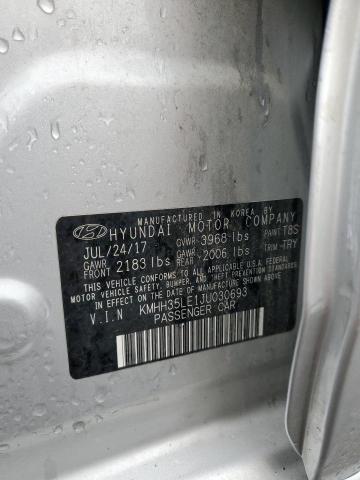 MANUFACTURED IN KOREA BY
HYUNDAI MOTOR COMPANY
JUL/24/17 GVWR 3968 lbs PAINT T8S
GAWR FRONT 2183 lbs GAWR REAR 2006 lbs TRIM TRY
THIS VEHICLE CONFORMS TO ALL APPLICABLE U.S.A. FEDERAL
MOTOR VEHICLE SAFETY, BUMPER, AND THEFT PREVENTION
STANDARDS IN EFFECT ON THE DATE OF MANUFACTURE SHOWN ABOVE.
V.I.N KMHH35LE1JU030693
PASSENGER CAR